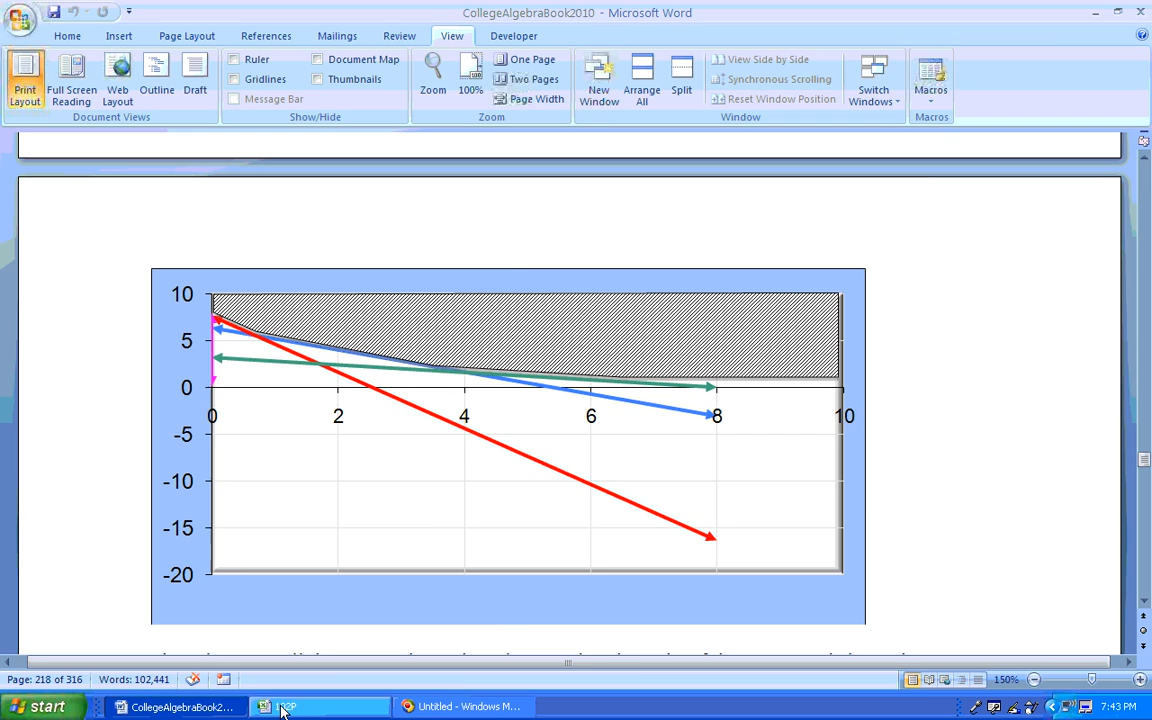 CollegeAlgebraBook2010 - Microsoft Word
Home Insert Page Layout References Mailings Review View Developer
Print Layout
Full Screen Reading
Web Layout
Outline
Draft
Ruler
Gridlines
Message Bar
Document Map
Thumbnails
Zoom
100%
One Page
Two Pages
Page Width
New Window
Arrange All
Split
View Side by Side
Synchronous Scrolling
Reset Window Position
Switch Windows
Macros
Document Views Show/Hide Zoom Window Macros
10
5
0
-5
-10
-15
-20
0 2 4 6 8 10
Page: 218 of 316 Words: 102,441 150%
start CollegeAlgebraBook2... Untitled - Windows M... 7:43 PM